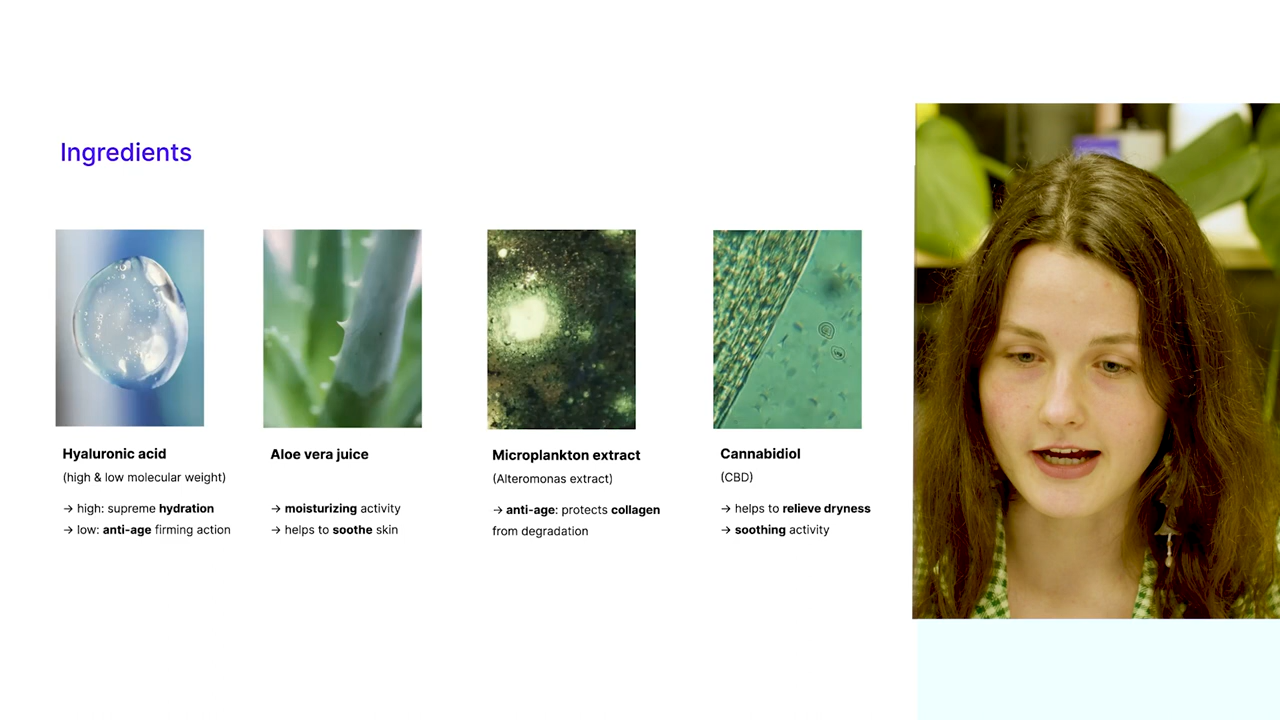 Ingredients
Hyaluronic acid
(high & low molecular weight)
→ high: supreme hydration
→ low: anti-age firming action
Aloe vera juice
→ moisturizing activity
→ helps to soothe skin
Microplankton extract
(Alteromonas extract)
→ anti-age: protects collagen
from degradation
Cannabidiol
(CBD)
→ helps to relieve dryness
→ soothing activity